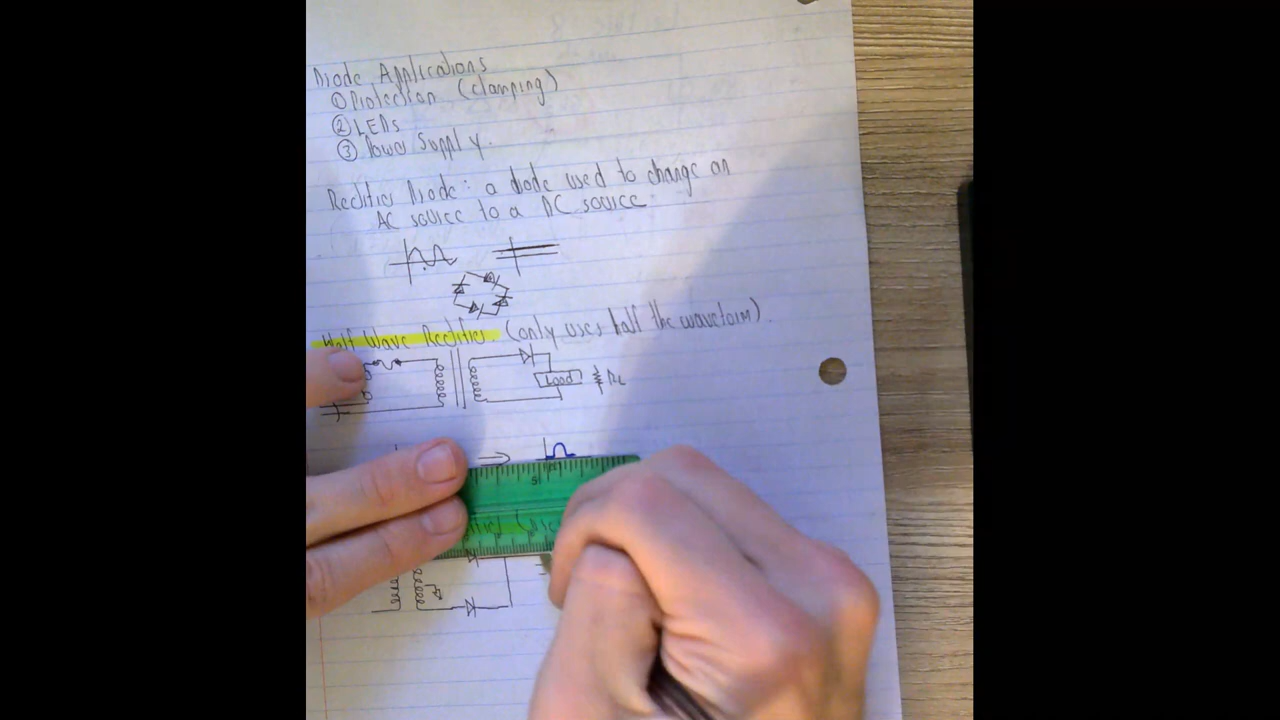 Diode Applications
① Protection (clamping)
② LEDs
③ Power Supply.
Rectifier Diode: a diode used to change an
AC source to a DC source
Half Wave Rectifier. (only uses half the waveform).
Load RL
5